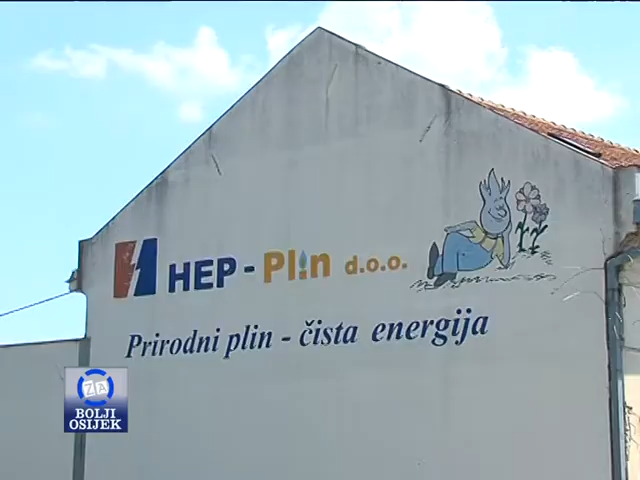 HEP - Plin d.o.o.
Prirodni plin - čista energija
ZA
BOLJI
OSIJEK